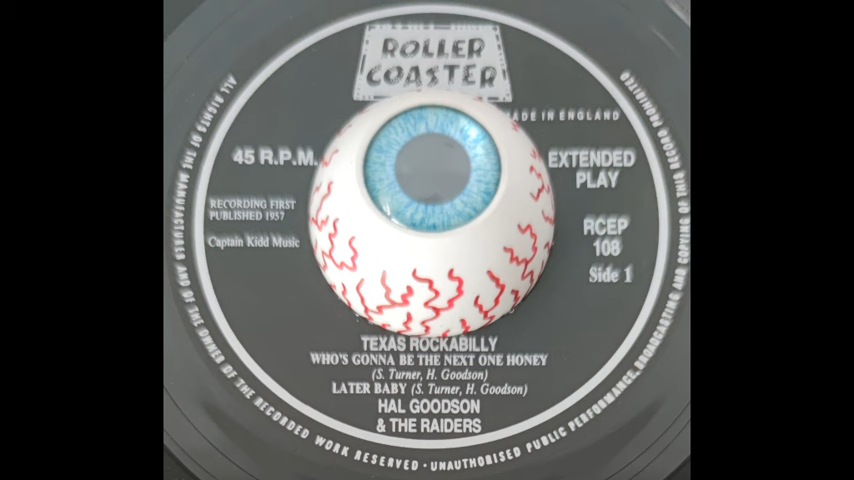 ROLLER
COASTER
MADE IN ENGLAND
45 R.P.M.
EXTENDED
PLAY
RECORDING FIRST
PUBLISHED 1957
Captain Kidd Music
RCEP
108
Side 1
TEXAS ROCKABILLY
WHO'S GONNA BE THE NEXT ONE HONEY
(S. Turner, H. Goodson)
LATER BABY (S. Turner, H. Goodson)
HAL GOODSON
& THE RAIDERS
ALL RIGHTS OF THE MANUFACTURER AND OF THE OWNER OF THE RECORDED WORK RESERVED · UNAUTHORISED PUBLIC PERFORMANCE, BROADCASTING AND COPYING OF THIS RECORD PROHIBITED